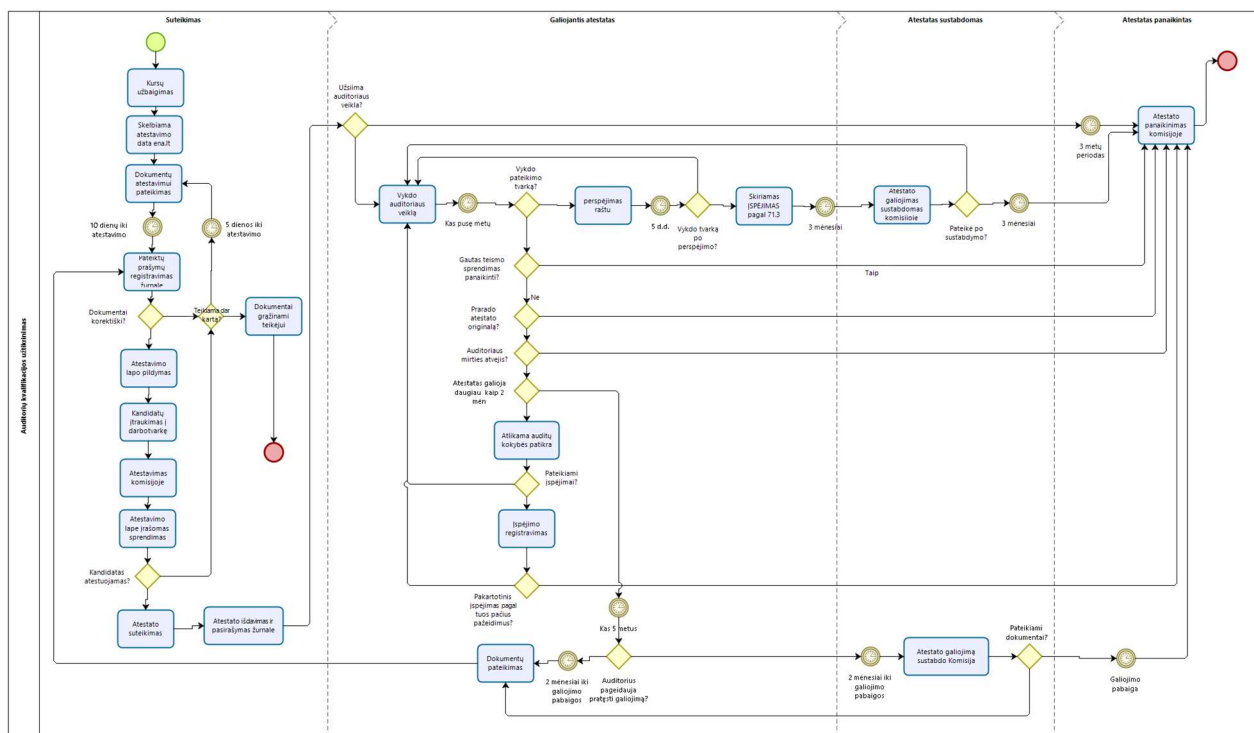 Auditorių kvalifikacijos užtikrinimas
Suteikimas
Galiojantis atestatas
Atestatas sustabdomas
Atestatas panaikintas
Kursų
užbaigimas
Skelbiama
atestavimo
data ena.lt
Dokumentų
atestavimui
pateikimas
10 dienų iki
atestavimo
5 dienos iki
atestavimo
Pateiktų
prašymų
registravimas
žurnale
Dokumentai
korektiški?
Teikiama dar
kartą?
Dokumentai
grąžinami
teikėjui
Atestavimo
lapo pildymas
Kandidatų
įtraukimas į
darbotvarkę
Atestavimas
komisijoje
Atestavimo
lape įrašomas
sprendimas
Kandidatas
atestuojamas?
Atestato
suteikimas
Atestato išdavimas ir
pasirašymas žurnale
Užsiima
auditoriaus
veikla?
Vykdo
auditoriaus
veiklą
Kas pusę metų
Vykdo
pateikimo
tvarką?
perspėjimas
raštu
5 d.d.
Vykdo tvarką
po
perspėjimo?
Skiriamas
ĮSPĖJIMAS
pagal 71.3
3 mėnesiai
Atestato
galiojimas
sustabdomas
komisijoje
Pateikė po
sustabdymo?
3 mėnesiai
3 metų
periodas
Atestato
panaikinimas
komisijoje
Gautas teismo
sprendimas
panaikinti?
Taip
Ne
Prarado
atestato
originalą?
Auditoriaus
mirties atvejis?
Atestatas galioja
daugiau kaip 2
mėn
Atlikama auditų
kokybės patikra
Pateikiami
įspėjimai?
Įspėjimo
registravimas
Pakartotinis
įspėjimas pagal
tuos pačius
pažeidimus?
Kas 5 metus
Dokumentų
pateikimas
2 mėnesiai iki
galiojimo
pabaigos
Auditorius
pageidauja
pratęsti galiojimą?
2 mėnesiai iki
galiojimo
pabaigos
Atestato galiojimą
sustabdo Komisija
Pateikiami
dokumentai?
Galiojimo
pabaiga